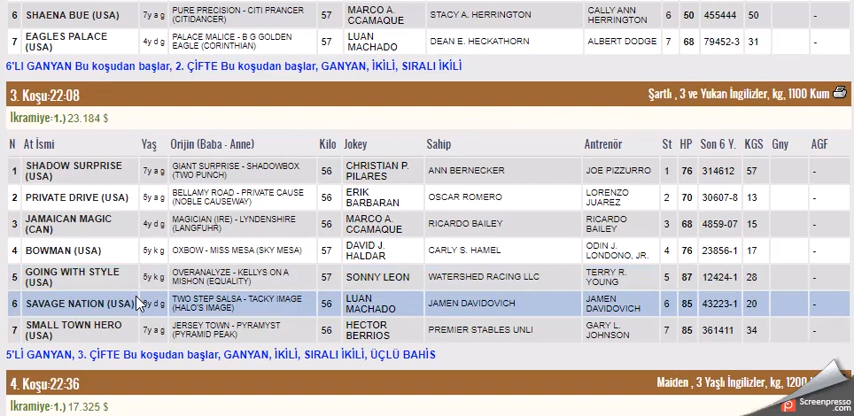 6 SHAENA BUE (USA) 7y a g PURE PRECISION - CITI PRANCER (CITIDANCER) 57 MARCO A. CCAMAQUE STACY A. HERRINGTON CALLY ANN HERRINGTON 6 50 455444 50 -
7 EAGLES PALACE (USA) 4y d g PALACE MALICE - B G GOLDEN EAGLE (CORINTHIAN) 57 LUAN MACHADO DEAN E. HECKATHORN ALBERT DODGE 7 68 79452-3 31 -
6'LI GANYAN Bu koşudan başlar, 2. ÇİFTE Bu koşudan başlar, GANYAN, İKİLİ, SIRALI İKİLİ
3. Koşu:22:08 Şartlı , 3 ve Yukarı İngilizler, kg, 1100 Kum
İkramiye:1.) 23.184 $
N At İsmi Yaş Orijin (Baba - Anne) Kilo Jokey Sahip Antrenör St HP Son 6 Y. KGS Gny AGF
1 SHADOW SURPRISE (USA) 7y a g GIANT SURPRISE - SHADOWBOX (TWO PUNCH) 56 CHRISTIAN P. PILARES ANN BERNECKER JOE PIZZURRO 1 76 314612 57 -
2 PRIVATE DRIVE (USA) 5y a g BELLAMY ROAD - PRIVATE CAUSE (NOBLE CAUSEWAY) 56 ERIK BARBARAN OSCAR ROMERO LORENZO JUAREZ 2 70 30607-8 13 -
3 JAMAICAN MAGIC (CAN) 4y d g MAGICIAN (IRE) - LYNDENSHIRE (LANGFUHR) 56 MARCO A. CCAMAQUE RICARDO BAILEY RICARDO BAILEY 3 68 4859-07 15 -
4 BOWMAN (USA) 5y k g OXBOW - MISS MESA (SKY MESA) 57 DAVID J. HALDAR CARLY S. HAMEL ODIN J. LONDONO, JR. 4 76 23856-1 17 -
5 GOING WITH STYLE (USA) 5y k g OVERANALYZE - KELLYS ON A MISHON (EQUALITY) 57 SONNY LEON WATERSHED RACING LLC TERRY R. YOUNG 5 87 12424-1 28 -
6 SAVAGE NATION (USA) y d g TWO STEP SALSA - TACKY IMAGE (HALO'S IMAGE) 56 LUAN MACHADO JAMEN DAVIDOVICH JAMEN DAVIDOVICH 6 85 43223-1 20 -
7 SMALL TOWN HERO (USA) 7y a g JERSEY TOWN - PYRAMYST (PYRAMID PEAK) 56 HECTOR BERRIOS PREMIER STABLES UNLI GARY L. JOHNSON 7 85 361411 34 -
5'Lİ GANYAN, 3. ÇİFTE Bu koşudan başlar, GANYAN, İKİLİ, SIRALI İKİLİ, ÜÇLÜ BAHİS
4. Koşu:22:36 Maiden , 3 Yaşlı İngilizler, kg, 1200
İkramiye:1.) 17.325 $
Screenpresso.com